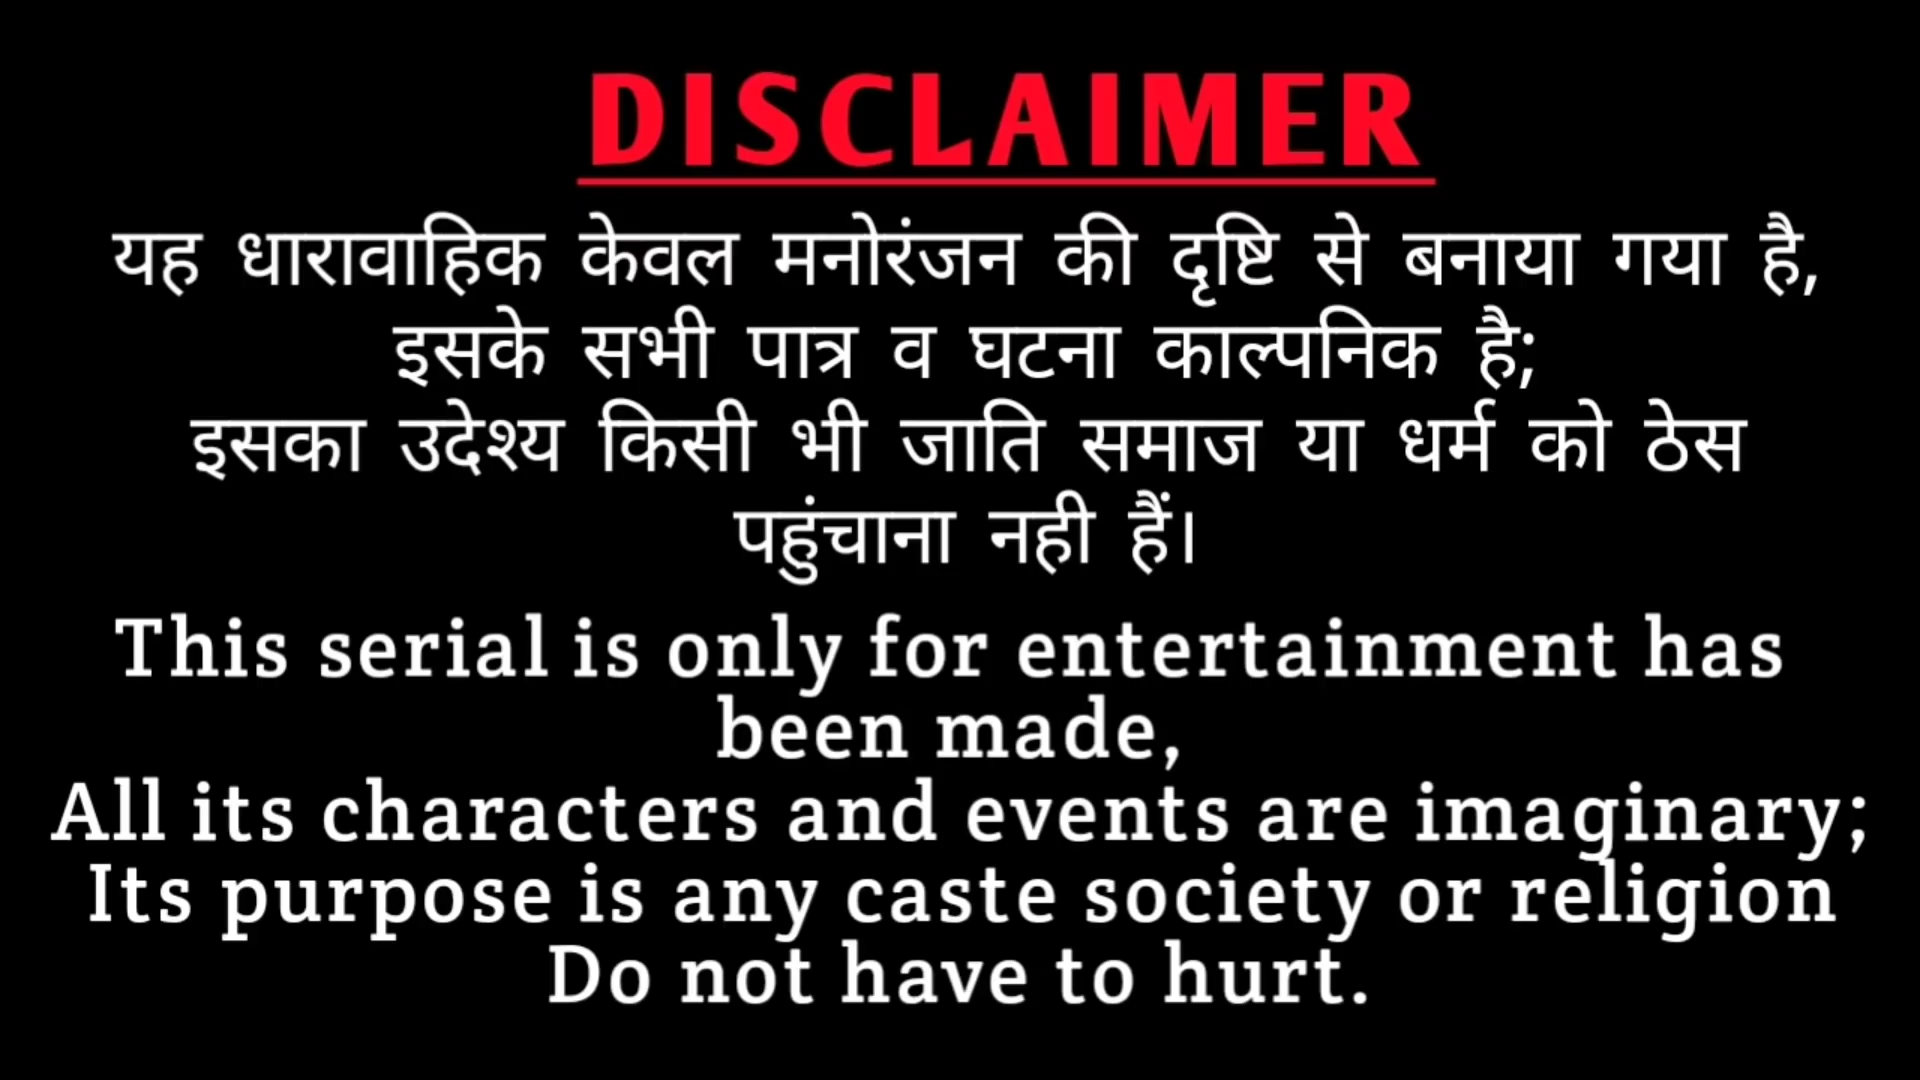 DISCLAIMER
यह धारावाहिक केवल मनोरंजन की दृष्टि से बनाया गया है,
इसके सभी पात्र व घटना काल्पनिक है;
इसका उदेश्य किसी भी जाति समाज या धर्म को ठेस
पहुंचाना नही हैं।
This serial is only for entertainment has
been made,
All its characters and events are imaginary;
Its purpose is any caste society or religion
Do not have to hurt.